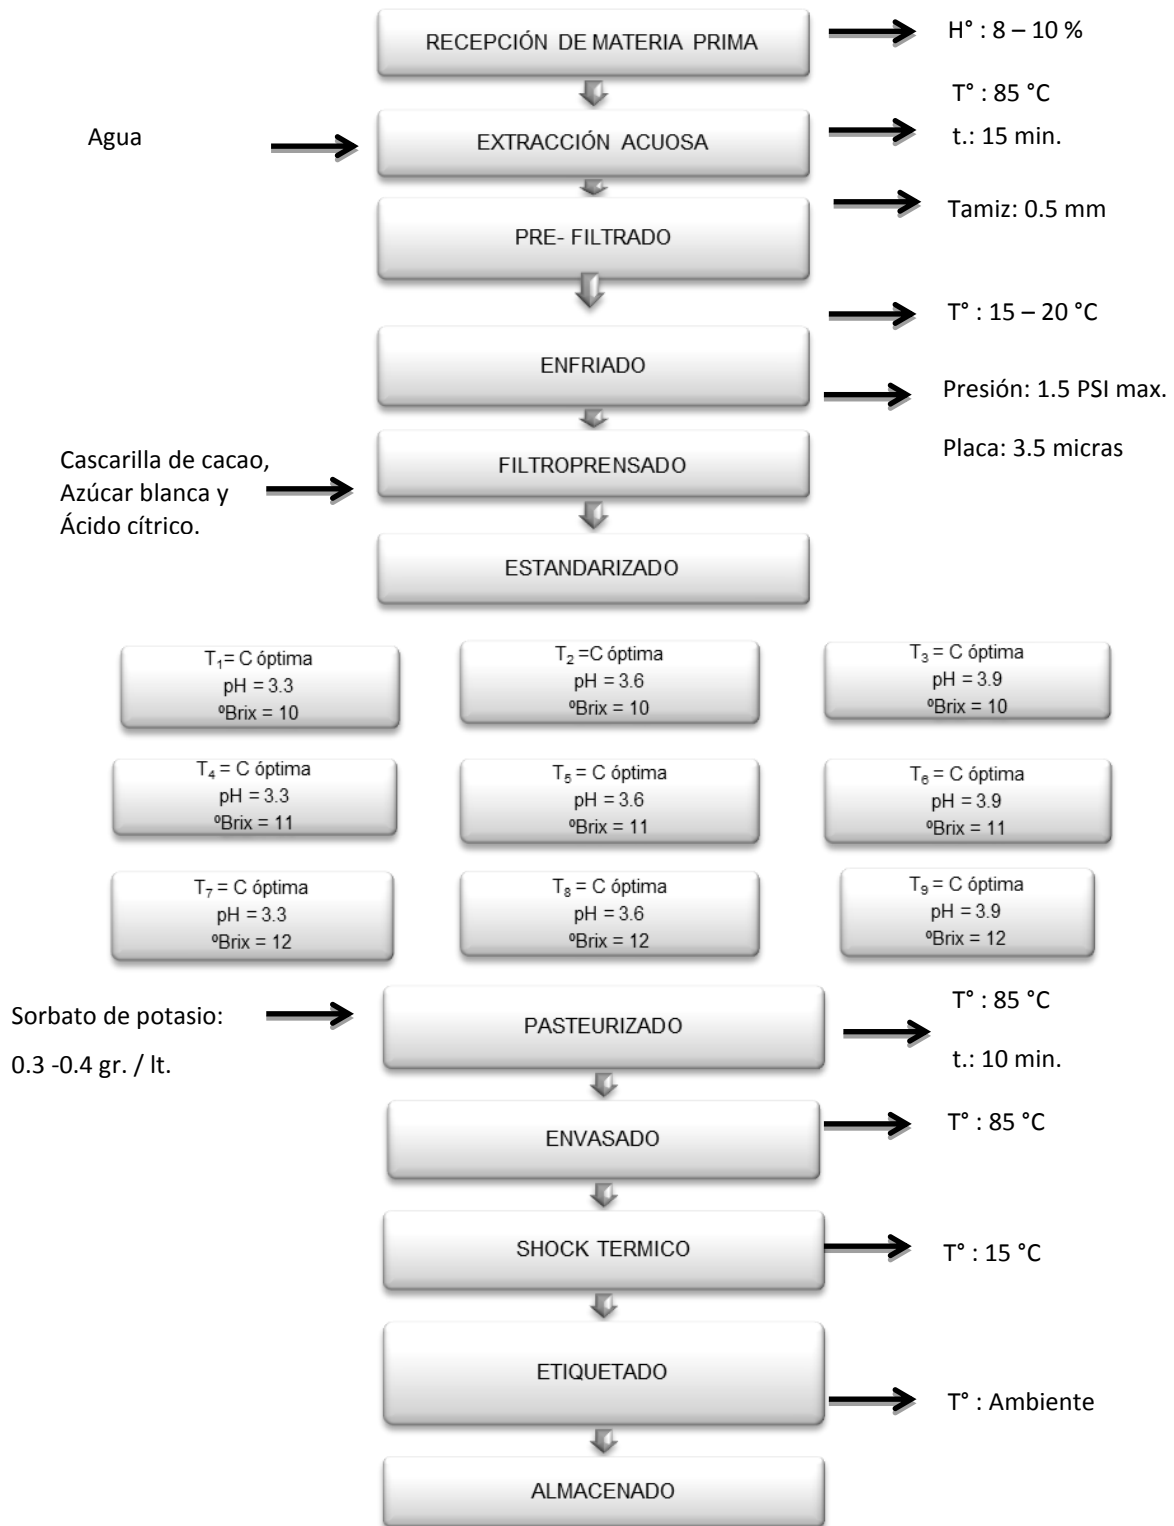 RECEPCIÓN DE MATERIA PRIMA
H° : 8 – 10 %
T° : 85 °C
Agua
EXTRACCIÓN ACUOSA
t.: 15 min.
PRE- FILTRADO
Tamiz: 0.5 mm
T° : 15 – 20 °C
ENFRIADO
Presión: 1.5 PSI max.
Placa: 3.5 micras
Cascarilla de cacao,
Azúcar blanca y
Ácido cítrico.
FILTROPRENSADO
ESTANDARIZADO
T₁= C óptima
pH = 3.3
ºBrix = 10
T₂ =C óptima
pH = 3.6
ºBrix = 10
T₃ = C óptima
pH = 3.9
ºBrix = 10
T₄ = C óptima
pH = 3.3
ºBrix = 11
T₅ = C óptima
pH = 3.6
ºBrix = 11
T₆ = C óptima
pH = 3.9
ºBrix = 11
T₇ = C óptima
pH = 3.3
ºBrix = 12
T₈ = C óptima
pH = 3.6
ºBrix = 12
T₉ = C óptima
pH = 3.9
ºBrix = 12
Sorbato de potasio:
0.3 -0.4 gr. / lt.
PASTEURIZADO
T° : 85 °C
t.: 10 min.
ENVASADO
T° : 85 °C
SHOCK TERMICO
T° : 15 °C
ETIQUETADO
T° : Ambiente
ALMACENADO